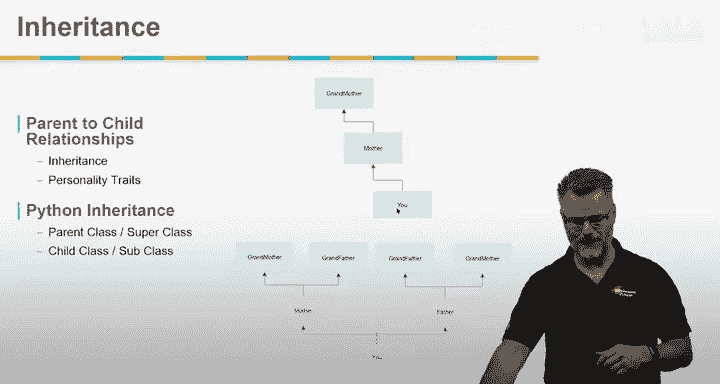 Inheritance
Parent to Child
Relationships
– Inheritance
– Personality Traits
Python Inheritance
– Parent Class / Super Class
– Child Class / Sub Class
GrandMother
Mother
You
GrandMother
GrandFather
GrandFather
GrandMother
Mother
Father
You